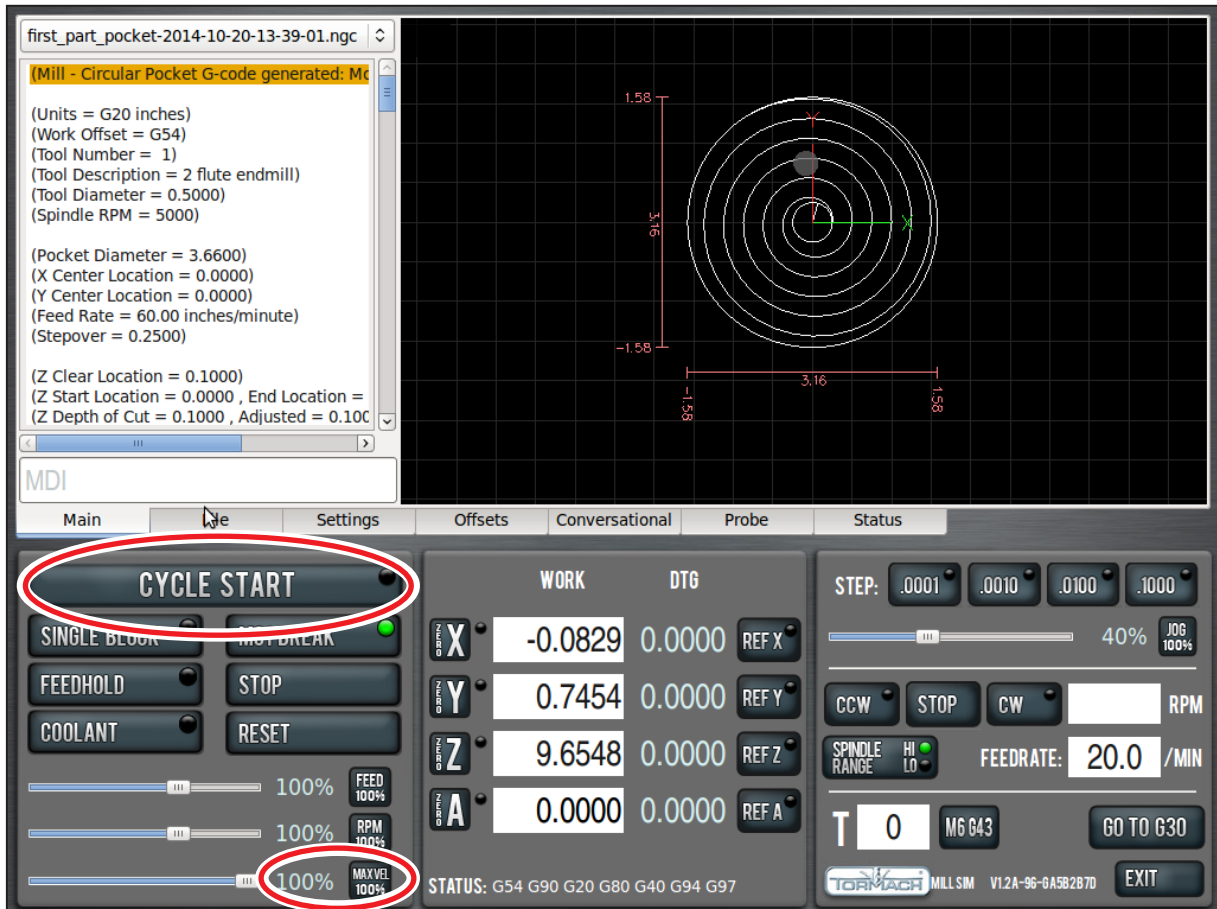 first_part_pocket-2014-10-20-13-39-01.ngc
(Mill - Circular Pocket G-code generated: Mc
(Units = G20 inches)
(Work Offset = G54)
(Tool Number =  1)
(Tool Description = 2 flute endmill)
(Tool Diameter = 0.5000)
(Spindle RPM = 5000)
(Pocket Diameter = 3.6600)
(X Center Location = 0.0000)
(Y Center Location = 0.0000)
(Feed Rate = 60.00 inches/minute)
(Stepover = 0.2500)
(Z Clear Location = 0.1000)
(Z Start Location = 0.0000 , End Location =
(Z Depth of Cut = 0.1000 , Adjusted = 0.100
MDI
1.58
3.16
-1.58
Y
X
3.16
-1.58
1.58
Main Settings Offsets Conversational Probe Status
CYCLE START
SINGLE BLOCK
FEEDHOLD STOP
COOLANT RESET
100% FEED 100%
100% RPM 100%
100% MAXVEL 100%
WORK DTG
ZERO X -0.0829 0.0000 REF X
ZERO Y 0.7454 0.0000 REF Y
ZERO Z 9.6548 0.0000 REF Z
ZERO A 0.0000 0.0000 REF A
STATUS: G54 G90 G20 G80 G40 G94 G97
STEP: .0001 .0010 .0100 .1000
40% JOG 100%
CCW STOP CW RPM
SPINDLE RANGE HI LO FEEDRATE: 20.0 /MIN
T 0 M6 G43 GO TO G30
TORMACH MILL SIM V1.2A-96-GA5B2B7D EXIT